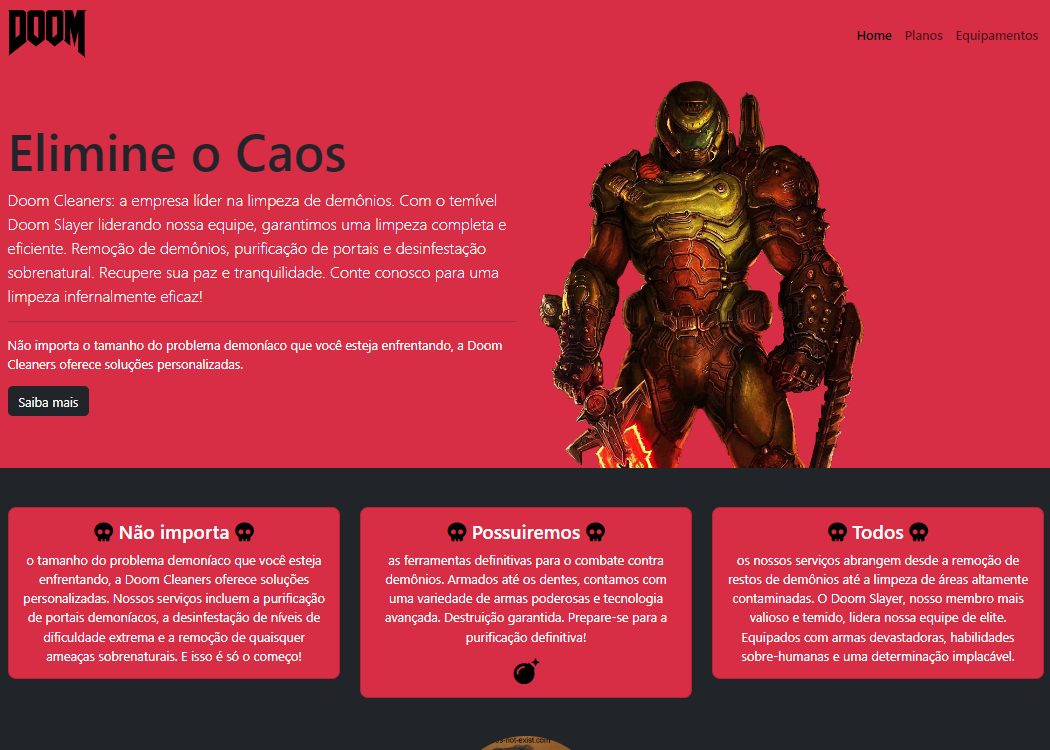 DOOM
Home Planos Equipamentos
Elimine o Caos
Doom Cleaners: a empresa líder na limpeza de demônios. Com o temível
Doom Slayer liderando nossa equipe, garantimos uma limpeza completa e
eficiente. Remoção de demônios, purificação de portais e desinfestação
sobrenatural. Recupere sua paz e tranquilidade. Conte conosco para uma
limpeza infernalmente eficaz!
Não importa o tamanho do problema demoníaco que você esteja enfrentando, a Doom
Cleaners oferece soluções personalizadas.
Saiba mais
Não importa
o tamanho do problema demoníaco que você esteja
enfrentando, a Doom Cleaners oferece soluções
personalizadas. Nossos serviços incluem a purificação
de portais demoníacos, a desinfestação de níveis de
dificuldade extrema e a remoção de quaisquer
ameaças sobrenaturais. E isso é só o começo!
Possuiremos
as ferramentas definitivas para o combate contra
demônios. Armados até os dentes, contamos com
uma variedade de armas poderosas e tecnologia
avançada. Destruição garantida. Prepare-se para a
purificação definitiva!
Todos
os nossos serviços abrangem desde a remoção de
restos de demônios até a limpeza de áreas altamente
contaminadas. O Doom Slayer, nosso membro mais
valioso e temido, lidera nossa equipe de elite.
Equipados com armas devastadoras, habilidades
sobre-humanas e uma determinação implacável.